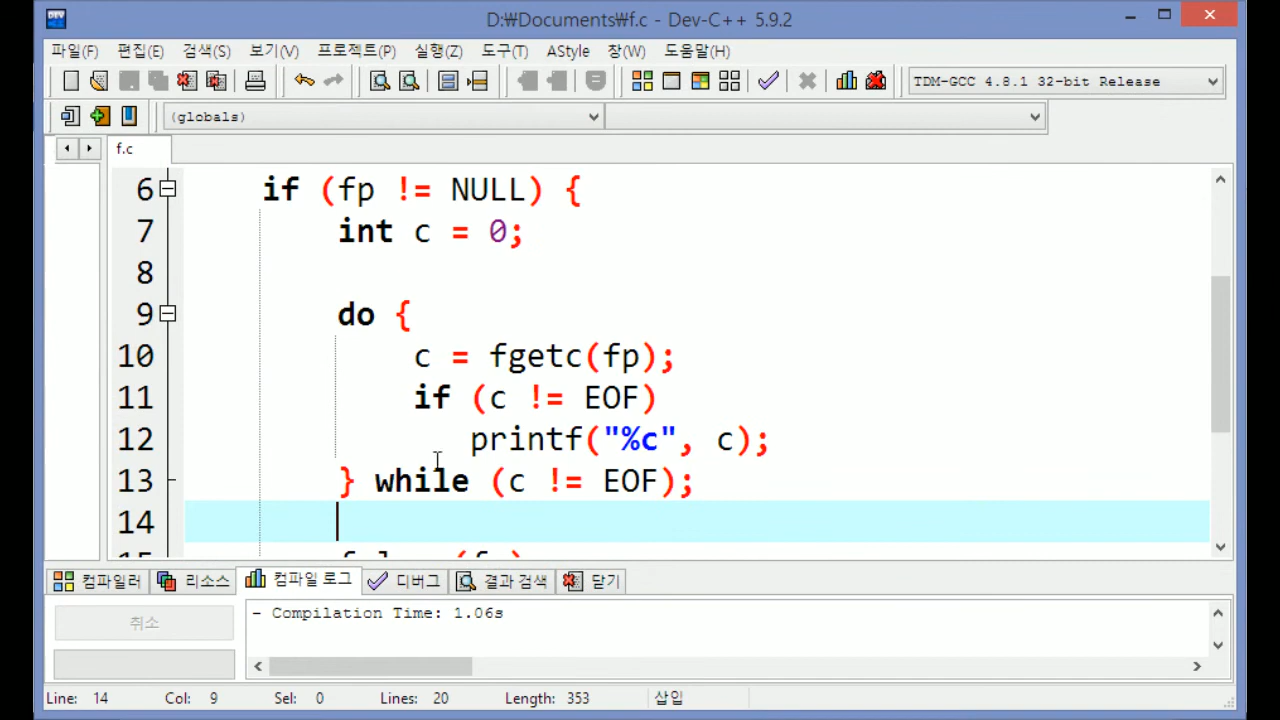 D:₩Documents₩f.c - Dev-C++ 5.9.2
파일(F) 편집(E) 검색(S) 보기(V) 프로젝트(P) 실행(Z) 도구(T) AStyle 창(W) 도움말(H)
TDM-GCC 4.8.1 32-bit Release
(globals)
f.c
6 if (fp != NULL) {
7 int c = 0;
8
9 do {
10 c = fgetc(fp);
11 if (c != EOF)
12 printf("%c", c);
13 } while (c != EOF);
14
컴파일러 리소스 컴파일 로그 디버그 결과 검색 닫기
취소
- Compilation Time: 1.06s
Line: 14 Col: 9 Sel: 0 Lines: 20 Length: 353 삽입